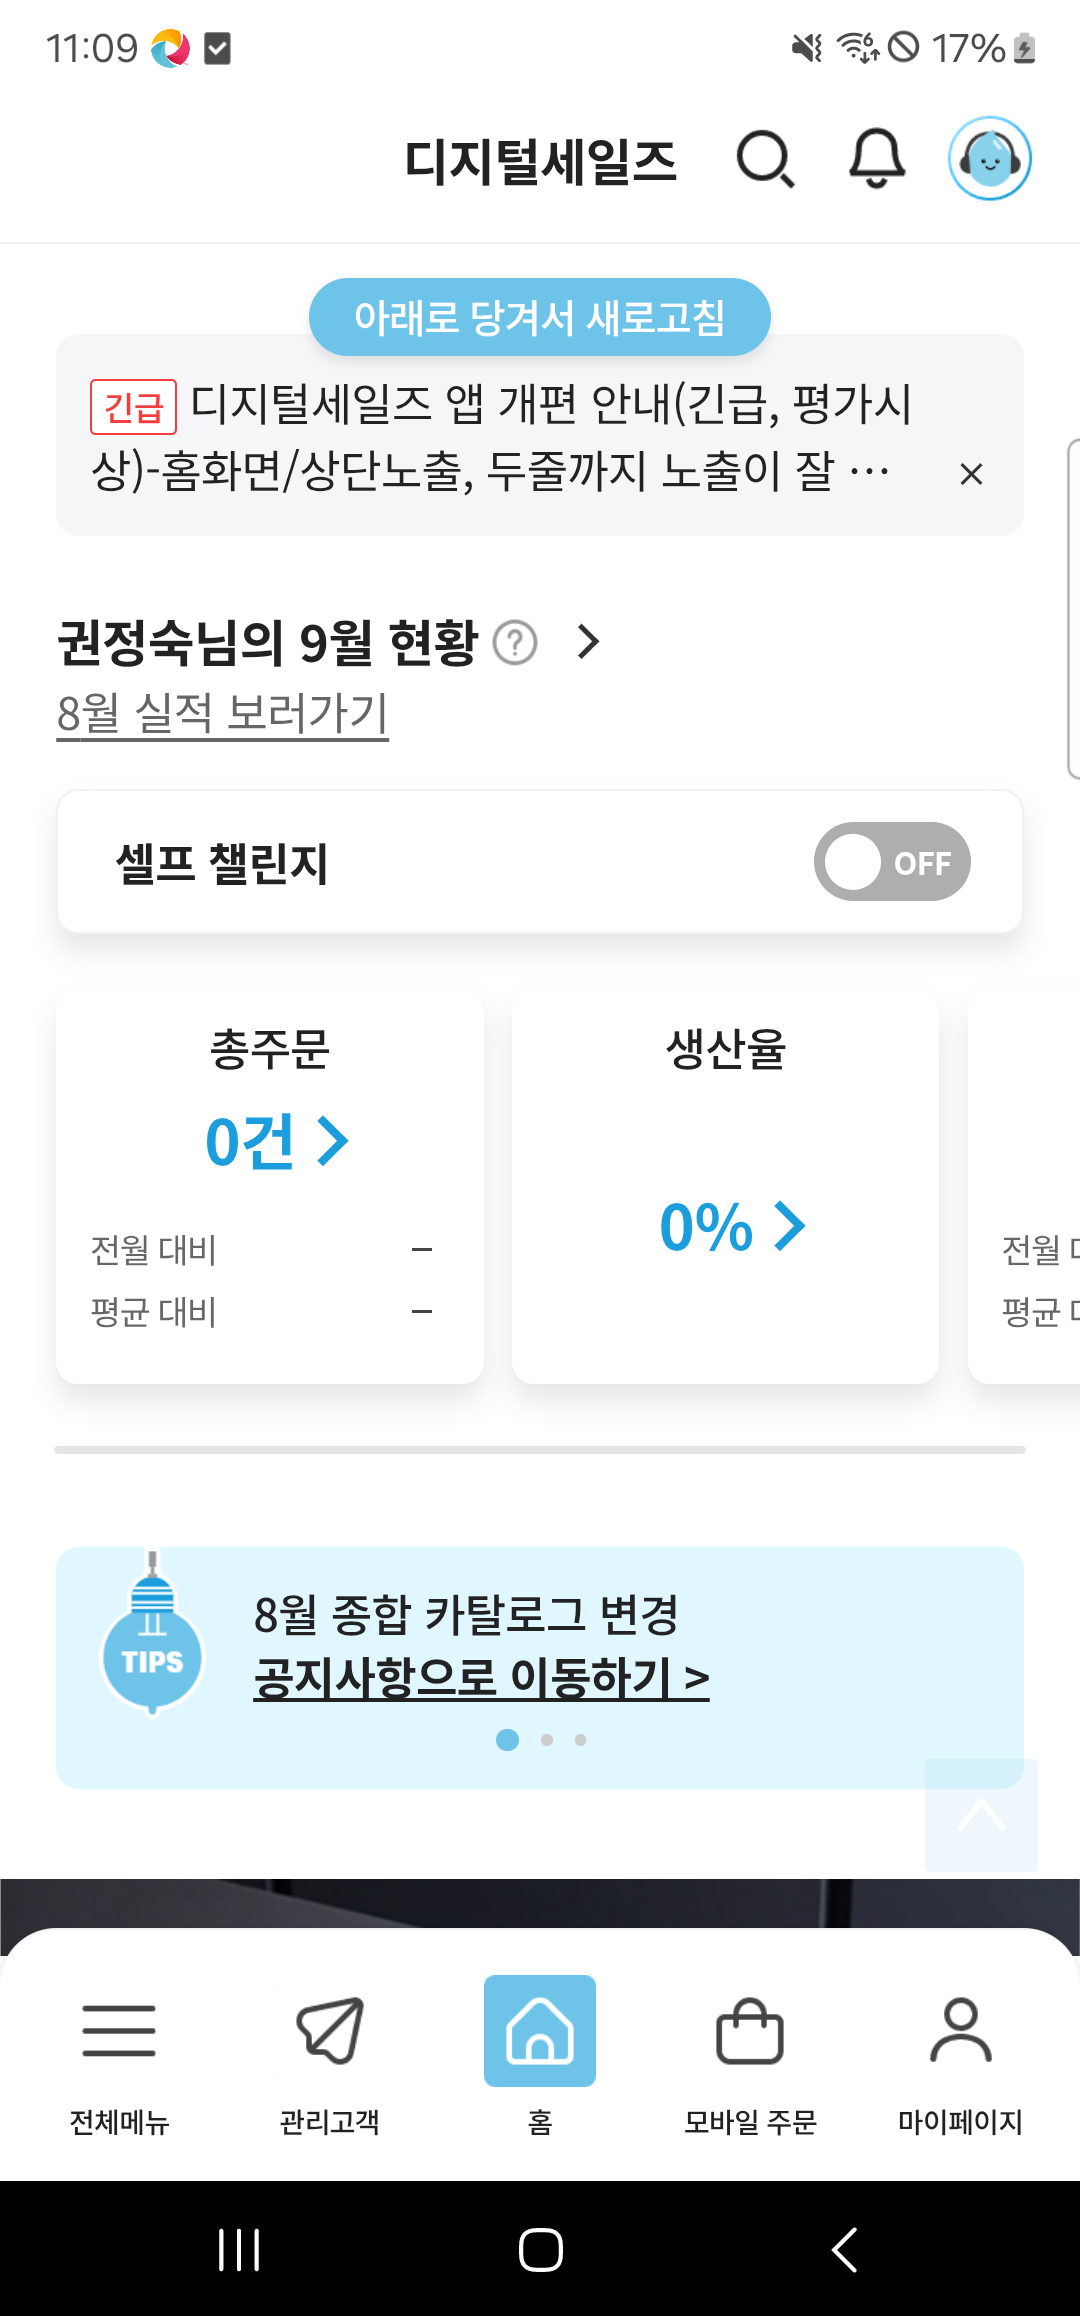 11:09
6
17%
디지털세일즈
아래로 당겨서 새로고침
긴급 디지털세일즈 앱 개편 안내(긴급, 평가시
상)-홈화면/상단노출, 두줄까지 노출이 잘 ···
권정숙님의 9월 현황 ? >
8월 실적 보러가기
셀프 챌린지
OFF
총주문
0건 >
전월 대비 –
평균 대비 –
생산율
0% >
전월
평균
TIPS
8월 종합 카탈로그 변경
공지사항으로 이동하기 >
전체메뉴
관리고객
홈
모바일 주문
마이페이지